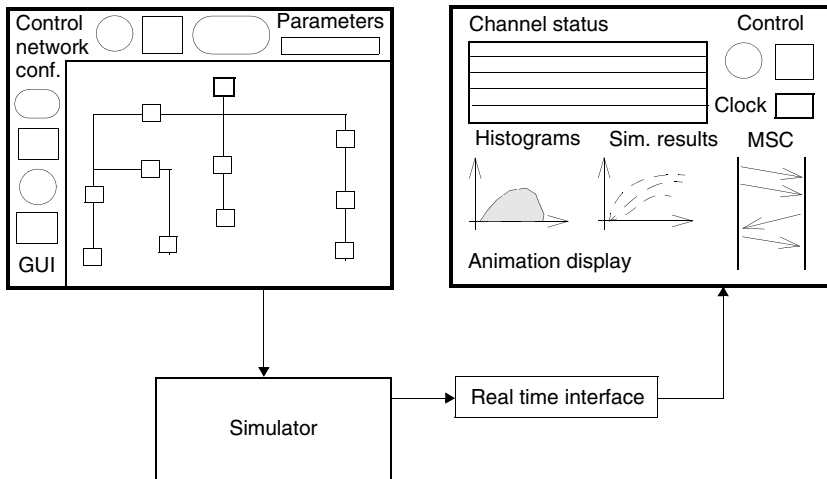 Control
network
conf.
Parameters
GUI
Channel status
Control
Clock
Histograms
Sim. results
MSC
Animation display
Simulator
Real time interface